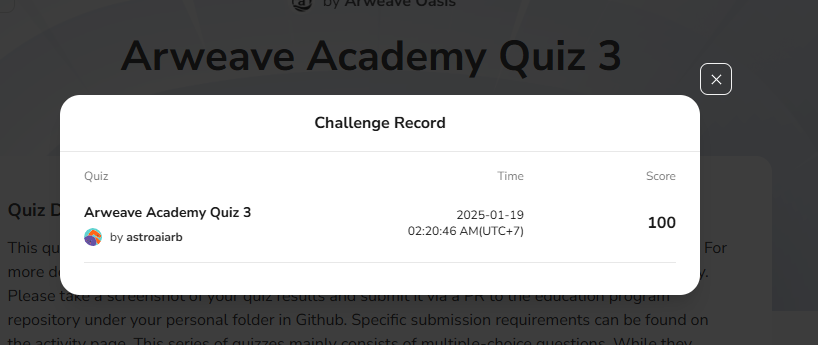 by Arweave Oasis
Arweave Academy Quiz 3
Challenge Record
Quiz Time Score
Arweave Academy Quiz 3
2025-01-19
02:20:46 AM(UTC+7)
100
by astroaiarb
Quiz D
This qu For
more d y.
Please take a screenshot of your quiz results and submit it via a PR to the education program
repository under your personal folder in Github. Specific submission requirements can be found on
the activity page. This series of quizzes mainly consists of multiple-choice questions. While they